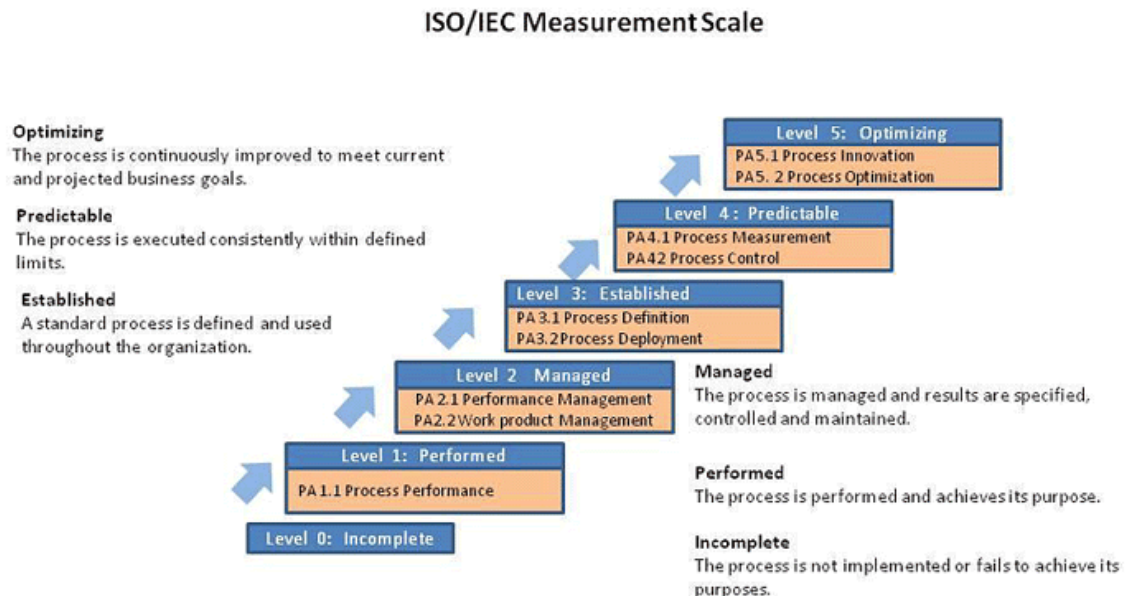 ISO/IEC Measurement Scale
Optimizing
The process is continuously improved to meet current
and projected business goals.
Predictable
The process is executed consistently within defined
limits.
Established
A standard process is defined and used
throughout the organization.
Level 5: Optimizing
PA5.1 Process Innovation
PA5. 2 Process Optimization
Level 4 : Predictable
PA4.1 Process Measurement
PA42 Process Control
Level 3: Established
PA3.1 Process Definition
PA3.2 Process Deployment
Level 2 Managed
PA2.1 Performance Management
PA2.2 Work product Management
Level 1: Performed
PA1.1 Process Performance
Level 0: Incomplete
Managed
The process is managed and results are specified,
controlled and maintained.
Performed
The process is performed and achieves its purpose.
Incomplete
The process is not implemented or fails to achieve its
purposes.